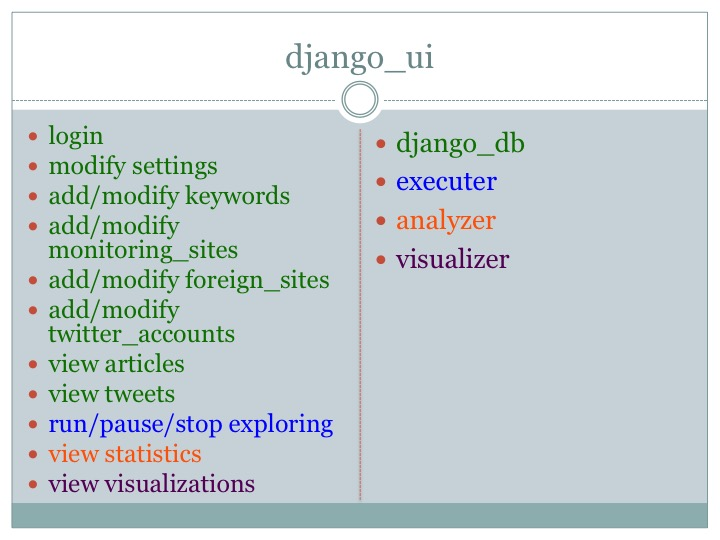 django_ui
login
modify settings
add/modify keywords
add/modify
monitoring_sites
add/modify foreign_sites
add/modify
twitter_accounts
view articles
view tweets
run/pause/stop exploring
view statistics
view visualizations
django_db
executer
analyzer
visualizer